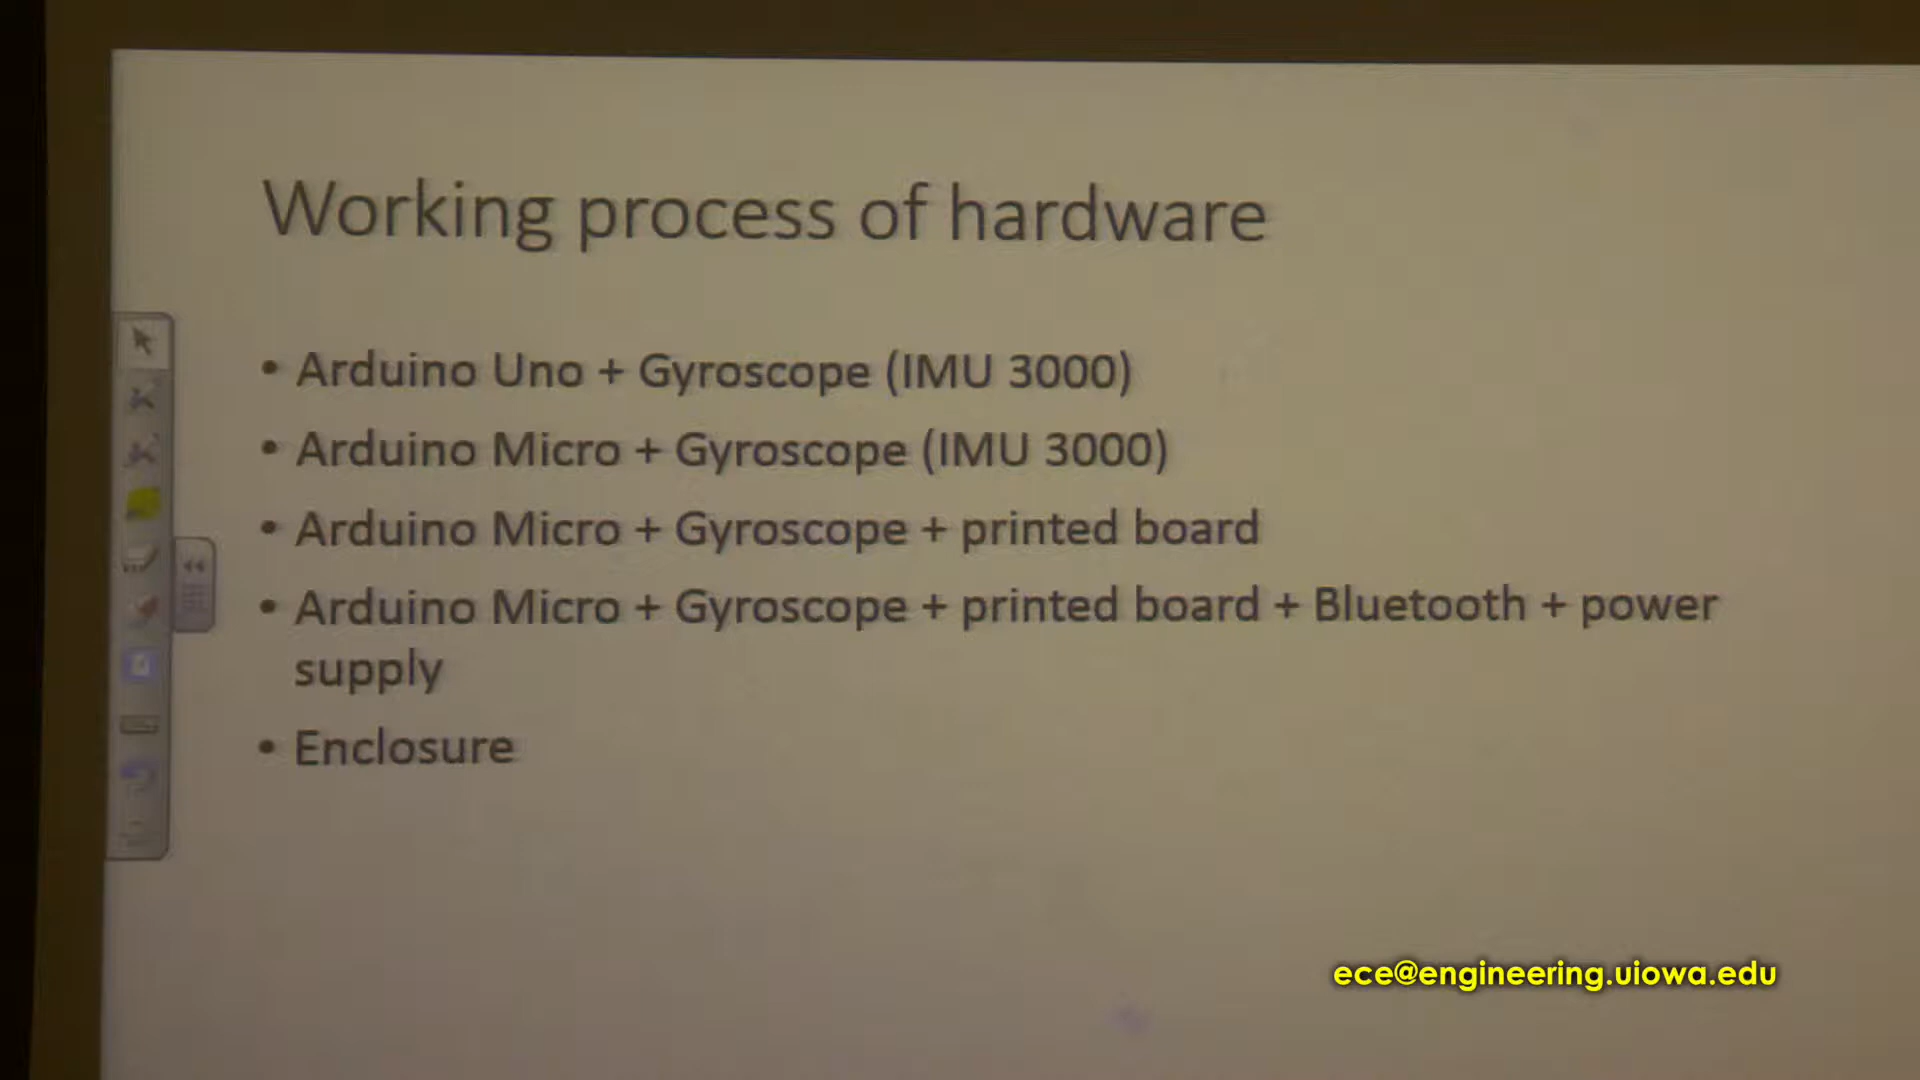 Working process of hardware
• Arduino Uno + Gyroscope (IMU 3000)
• Arduino Micro + Gyroscope (IMU 3000)
• Arduino Micro + Gyroscope + printed board
• Arduino Micro + Gyroscope + printed board + Bluetooth + power
supply
• Enclosure
ece@engineering.uiowa.edu